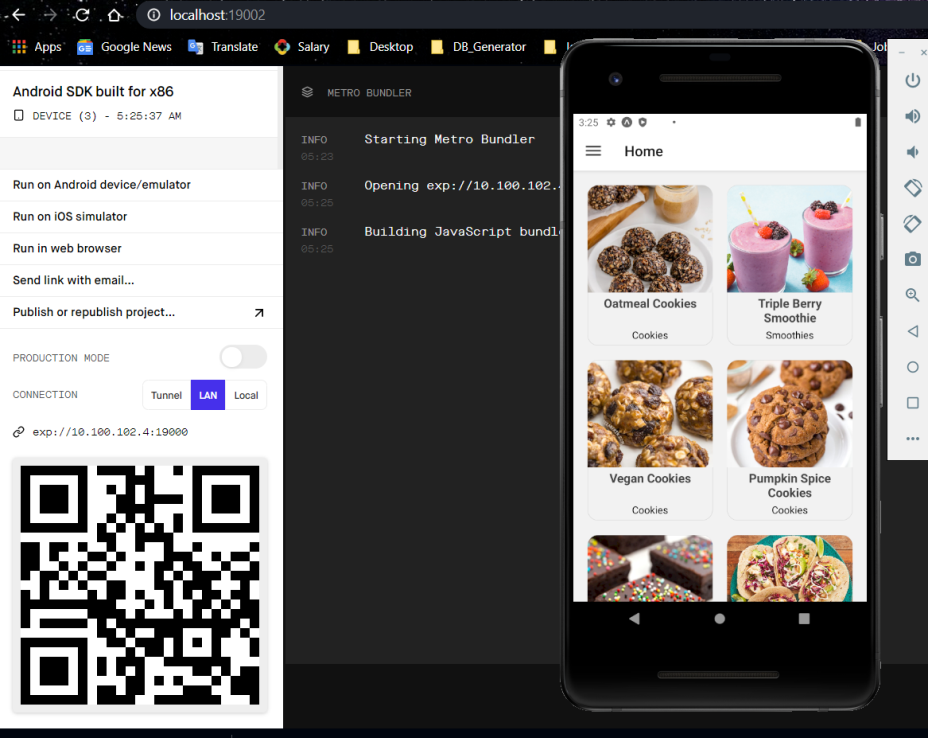 localhost:19002
Apps
Google News
Translate
Salary
Desktop
DB_Generator
Android SDK built for x86
DEVICE (3) - 5:25:37 AM
Run on Android device/emulator
Run on iOS simulator
Run in web browser
Send link with email...
Publish or republish project...
PRODUCTION MODE
CONNECTION
Tunnel LAN Local
exp://10.100.102.4:19000
METRO BUNDLER
INFO Starting Metro Bundler
05:23
INFO Opening exp://10.100.102.
05:25
INFO Building JavaScript bundle
05:25
3:25
Home
Oatmeal Cookies
Cookies
Triple Berry
Smoothie
Smoothies
Vegan Cookies
Cookies
Pumpkin Spice
Cookies
Cookies